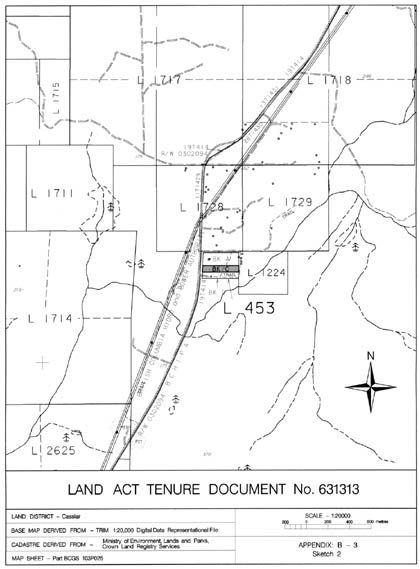 L 1717
L 1718
L 1715
197414
R/W 0302094
L 1711
L 1728
L 1729
TRAIL
BK A
L 1224
L 453
L 1714
R/W 0302094
L 2625
N
LAND ACT TENURE DOCUMENT No. 631313
LAND DISTRICT - Cassiar
BASE MAP DERIVED FROM - TRIM 1:20,000 Digital Data Representational File
CADASTRE DERIVED FROM - Ministry of Environment, Lands and Parks,
Crown Land Registry Services
MAP SHEET - Part BCGS 103P026
SCALE - 1:20000
200 0 200 400 600 metres
APPENDIX: B - 3
Sketch 2